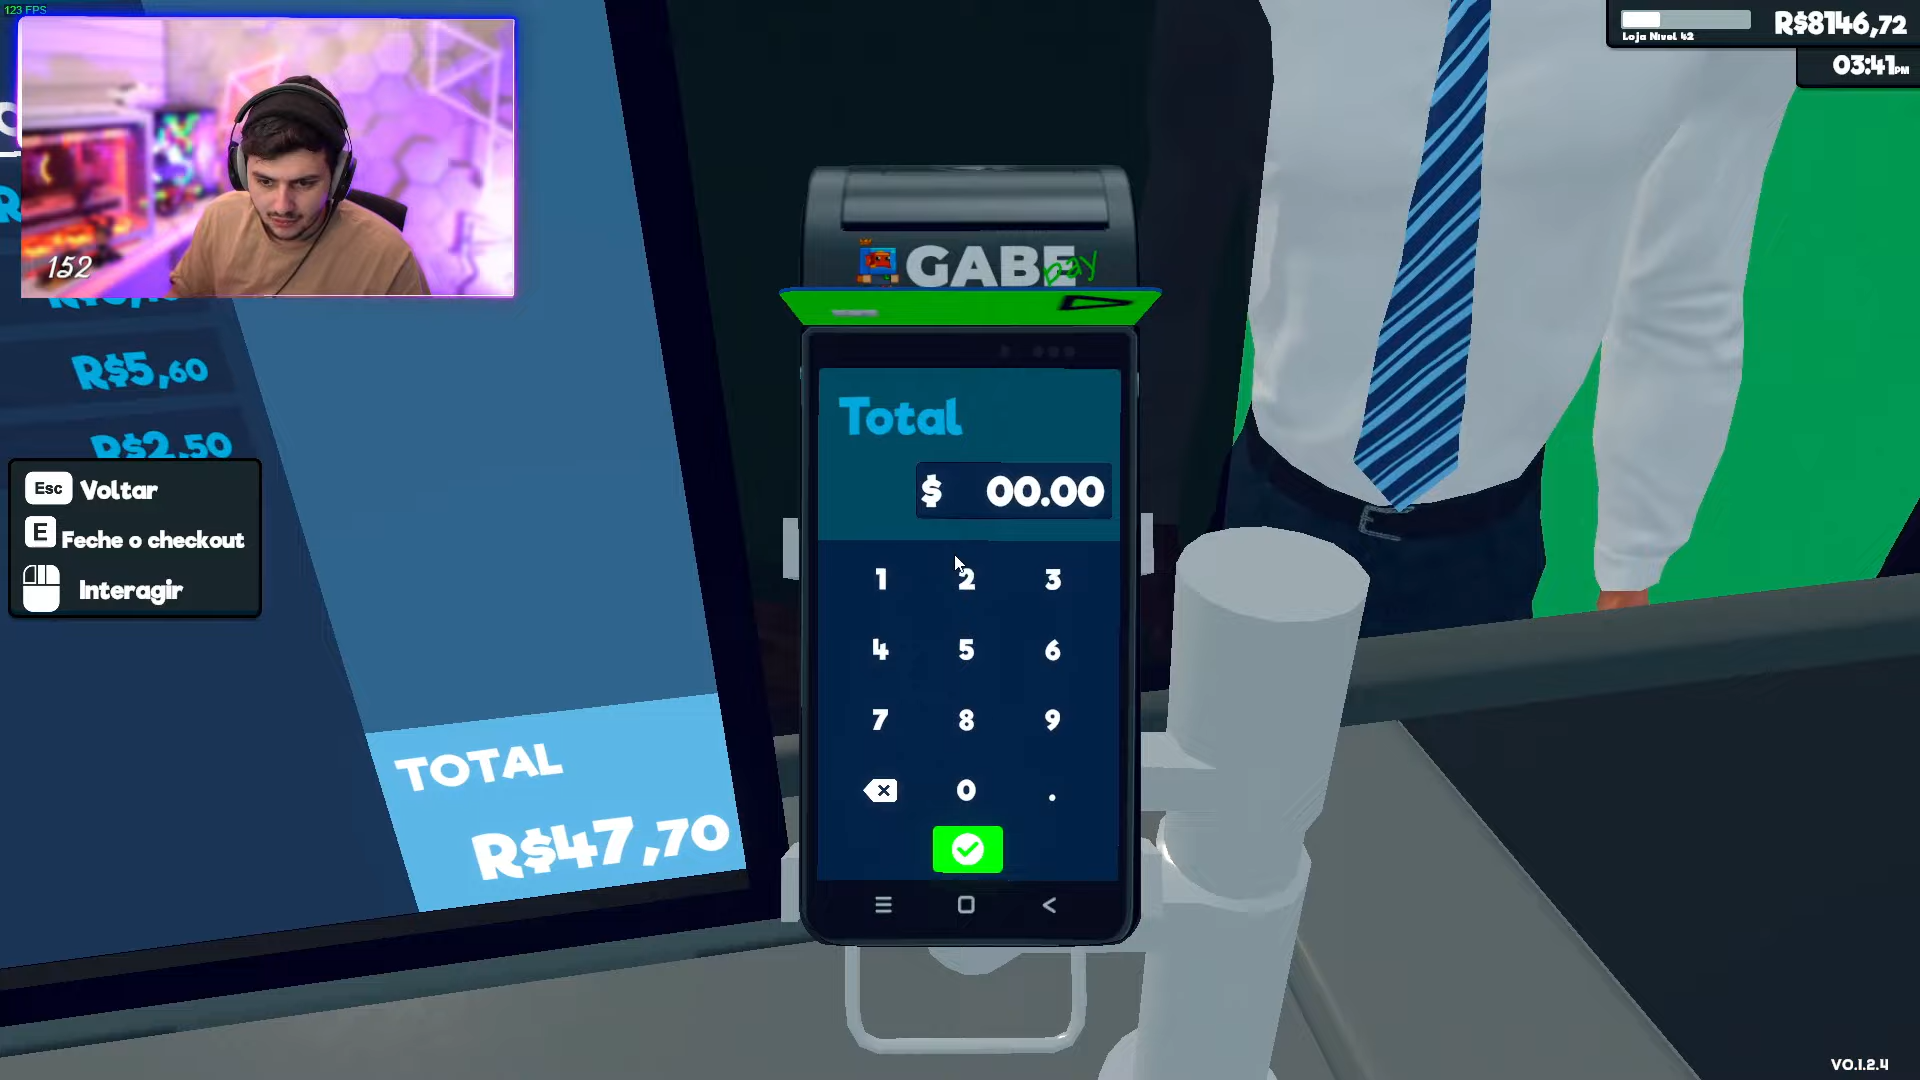 123 FPS
R$8146,72
Loja Nível 42
03:41PM
152
GABE
pay
R$5,60
R$2,50
Total
$ 00.00
Esc Voltar
E Feche o checkout
Interagir
1 2 3
4 5 6
7 8 9
0 .
TOTAL
R$47,70
V0.1.2.4